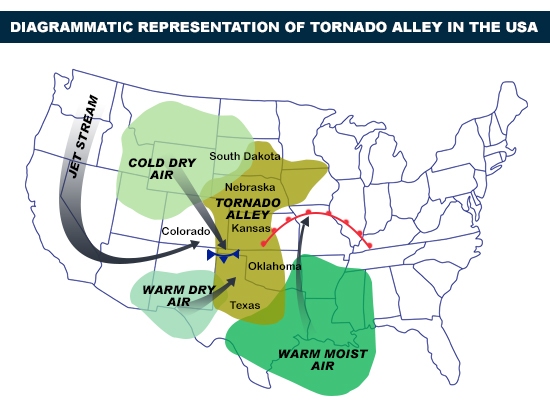 DIAGRAMMATIC REPRESENTATION OF TORNADO ALLEY IN THE USA
JET STREAM
COLD DRY
AIR
South Dakota
Nebraska
TORNADO
ALLEY
Colorado
Kansas
Oklahoma
WARM DRY
AIR
Texas
WARM MOIST
AIR